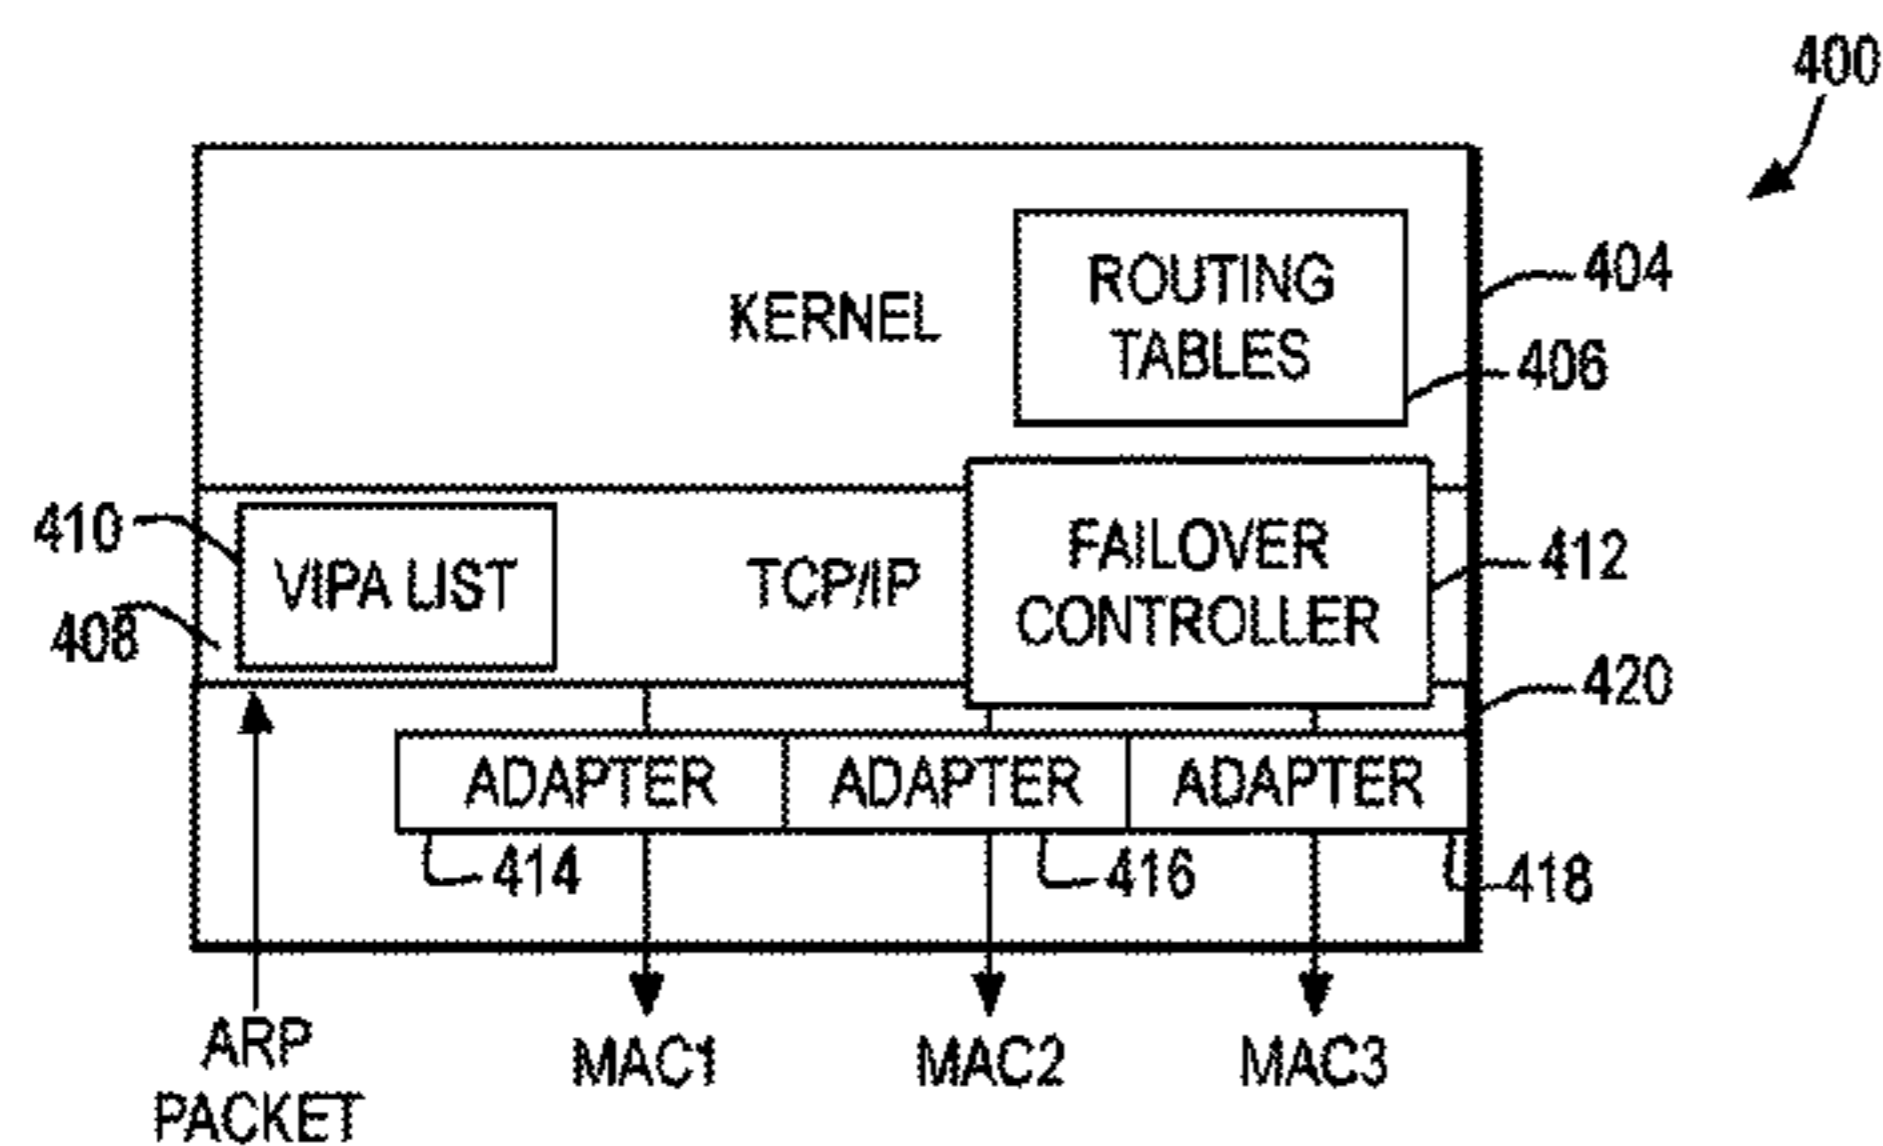 400
ROUTING
TABLES
KERNEL
404
406
410
VIPA LIST
TCP/IP
FAILOVER
CONTROLLER
412
408
420
ADAPTER
ADAPTER
ADAPTER
414
416
418
ARP
PACKET
MAC1
MAC2
MAC3